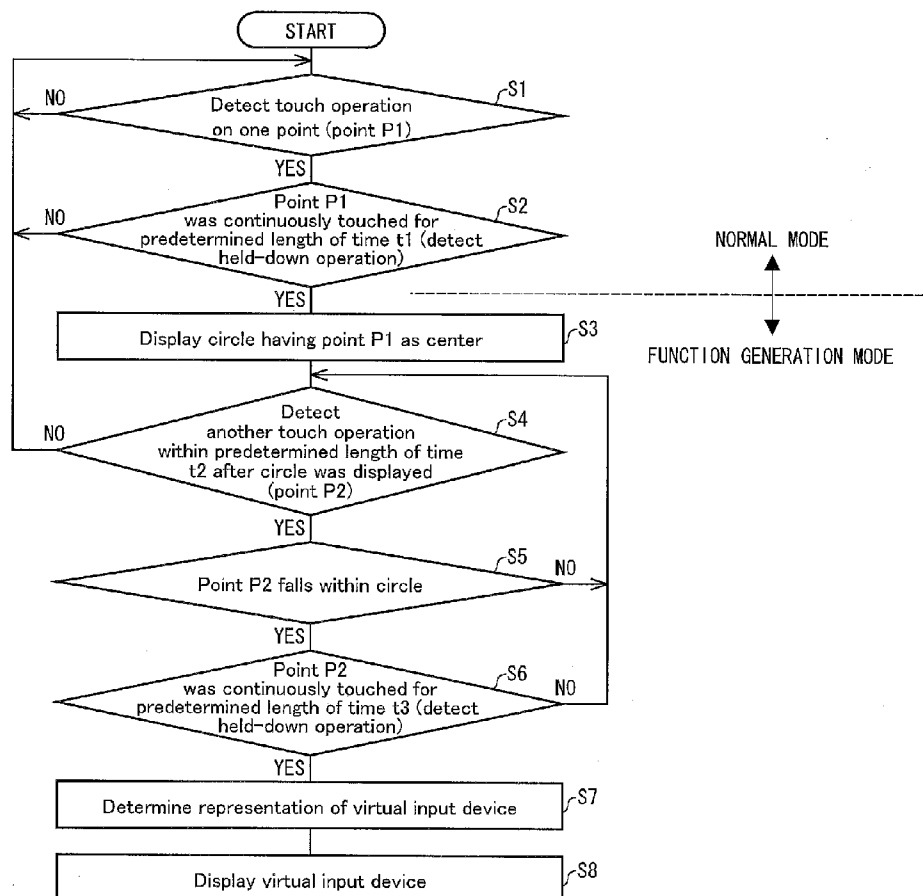 START
S1
NO
Detect touch operation
on one point (point P1)
YES
S2
NO
Point P1
was continuously touched for
predetermined length of time t1 (detect
held-down operation)
YES
NORMAL MODE
S3
Display circle having point P1 as center
FUNCTION GENERATION MODE
S4
NO
Detect
another touch operation
within predetermined length of time
t2 after circle was displayed
(point P2)
YES
S5
NO
Point P2 falls within circle
YES
S6
NO
Point P2
was continuously touched for
predetermined length of time t3 (detect
held-down operation)
YES
S7
Determine representation of virtual input device
S8
Display virtual input device